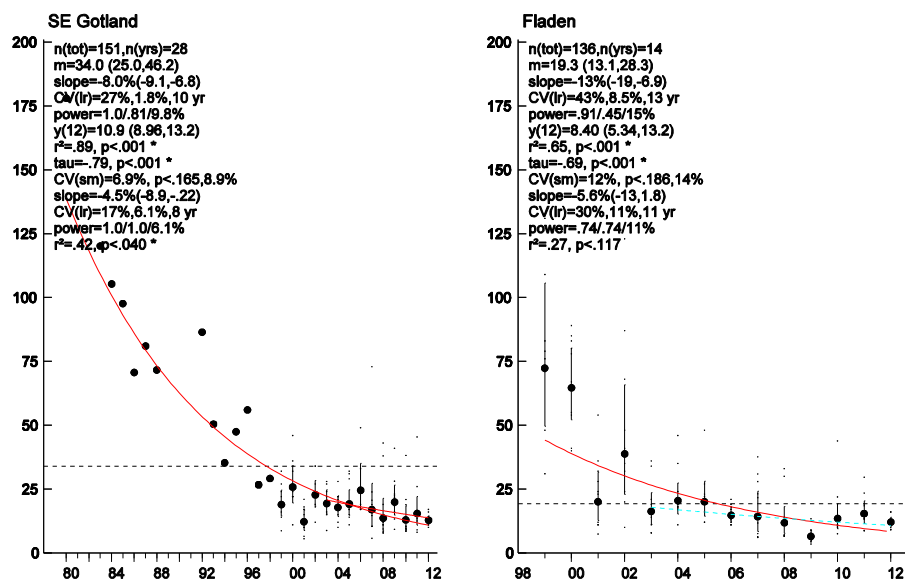 SE Gotland
n(tot)=151,n(yrs)=28
m=34.0 (25.0,46.2)
slope=-8.0%(-9.1,-6.8)
CV(lr)=27%,1.8%,10 yr
power=1.0/.81/9.8%
y(12)=10.9 (8.96,13.2)
r²=.89, p<.001 *
tau=-.79, p<.001 *
CV(sm)=6.9%, p<.165,8.9%
slope=-4.5%(-8.9,-.22)
CV(lr)=17%,6.1%,8 yr
power=1.0/1.0/6.1%
r²=.42, p<.040 *
200
175
150
125
100
75
50
25
0
80 84 88 92 96 00 04 08 12
Fladen
n(tot)=136,n(yrs)=14
m=19.3 (13.1,28.3)
slope=-13%(-19,-6.9)
CV(lr)=43%,8.5%,13 yr
power=.91/.45/15%
y(12)=8.40 (5.34,13.2)
r²=.65, p<.001 *
tau=-.69, p<.001 *
CV(sm)=12%, p<.186,14%
slope=-5.6%(-13,1.8)
CV(lr)=30%,11%,11 yr
power=.74/.74/11%
r²=.27, p<.117
200
175
150
125
100
75
50
25
0
98 00 02 04 06 08 10 12